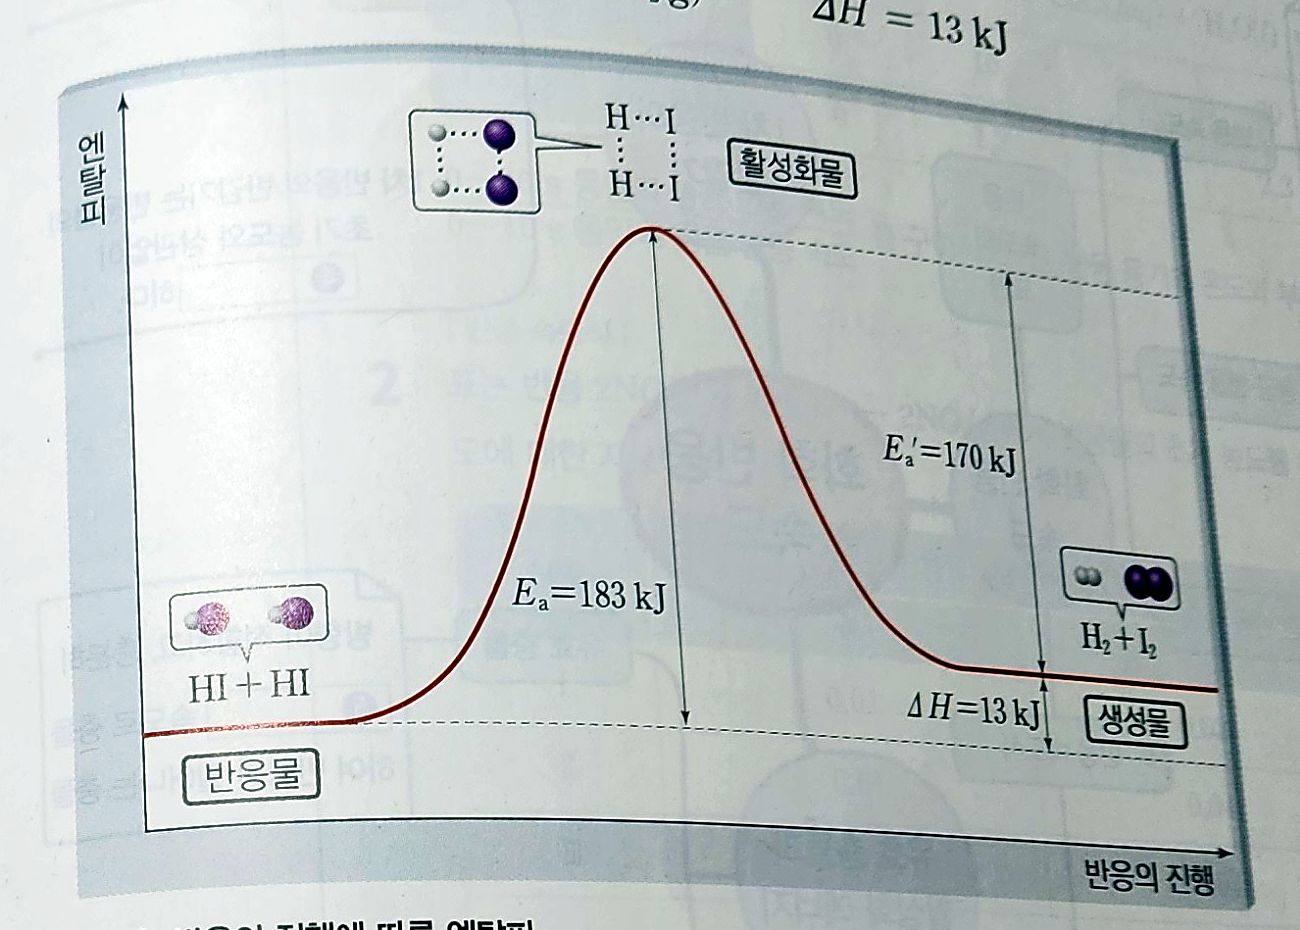 ΔH = 13 kJ
엔탈피
H···I
H···I
활성화물
Eₐ′=170 kJ
Eₐ=183 kJ
H₂+I₂
HI+HI
ΔH=13 kJ
생성물
반응물
반응의 진행